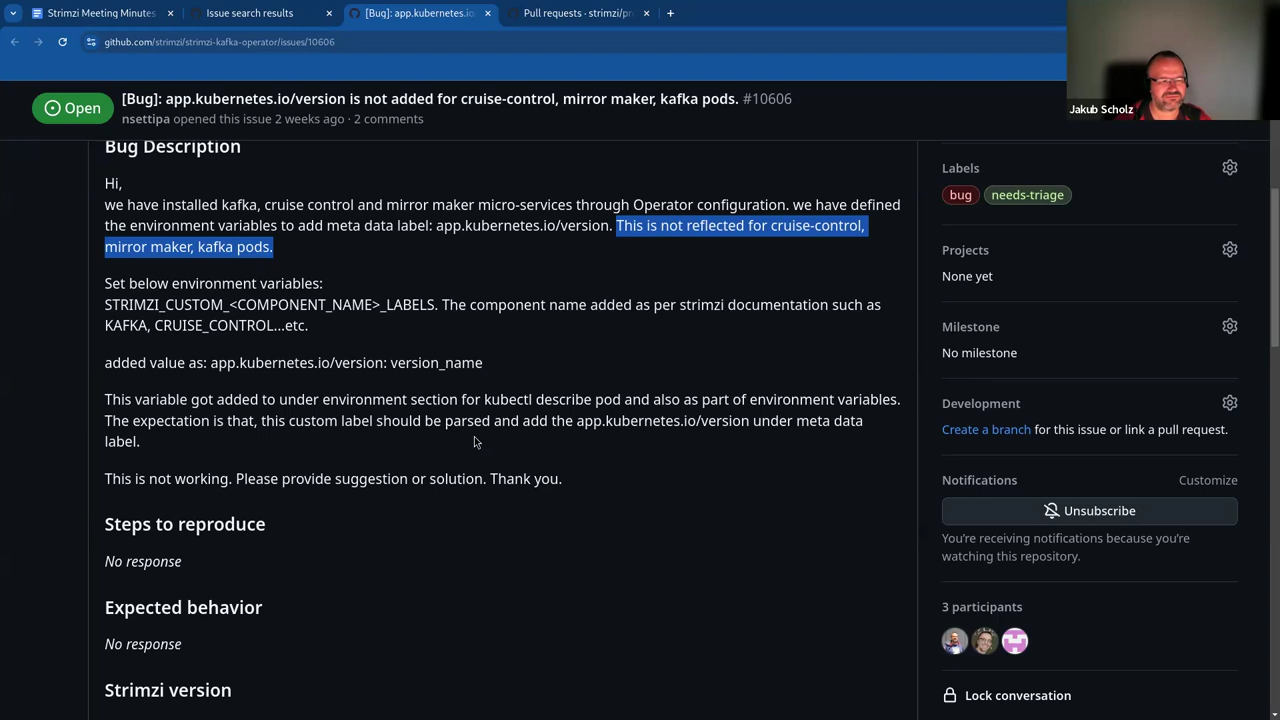 Strimzi Meeting Minutes
Issue search results
[Bug]: app.kubernetes.io
Pull requests · strimzi/pr
github.com/strimzi/strimzi-kafka-operator/issues/10606
Open
[Bug]: app.kubernetes.io/version is not added for cruise-control, mirror maker, kafka pods. #10606
nsettipa opened this issue 2 weeks ago · 2 comments
Jakub Scholz
Bug Description
Hi,
we have installed kafka, cruise control and mirror maker micro-services through Operator configuration. we have defined
the environment variables to add meta data label: app.kubernetes.io/version. This is not reflected for cruise-control,
mirror maker, kafka pods.
Set below environment variables:
STRIMZI_CUSTOM_<COMPONENT_NAME>_LABELS. The component name added as per strimzi documentation such as
KAFKA, CRUISE_CONTROL...etc.
added value as: app.kubernetes.io/version: version_name
This variable got added to under environment section for kubectl describe pod and also as part of environment variables.
The expectation is that, this custom label should be parsed and add the app.kubernetes.io/version under meta data
label.
This is not working. Please provide suggestion or solution. Thank you.
Steps to reproduce
No response
Expected behavior
No response
Strimzi version
Labels
bug
needs-triage
Projects
None yet
Milestone
No milestone
Development
Create a branch for this issue or link a pull request.
Notifications
Customize
Unsubscribe
You're receiving notifications because you're
watching this repository.
3 participants
Lock conversation